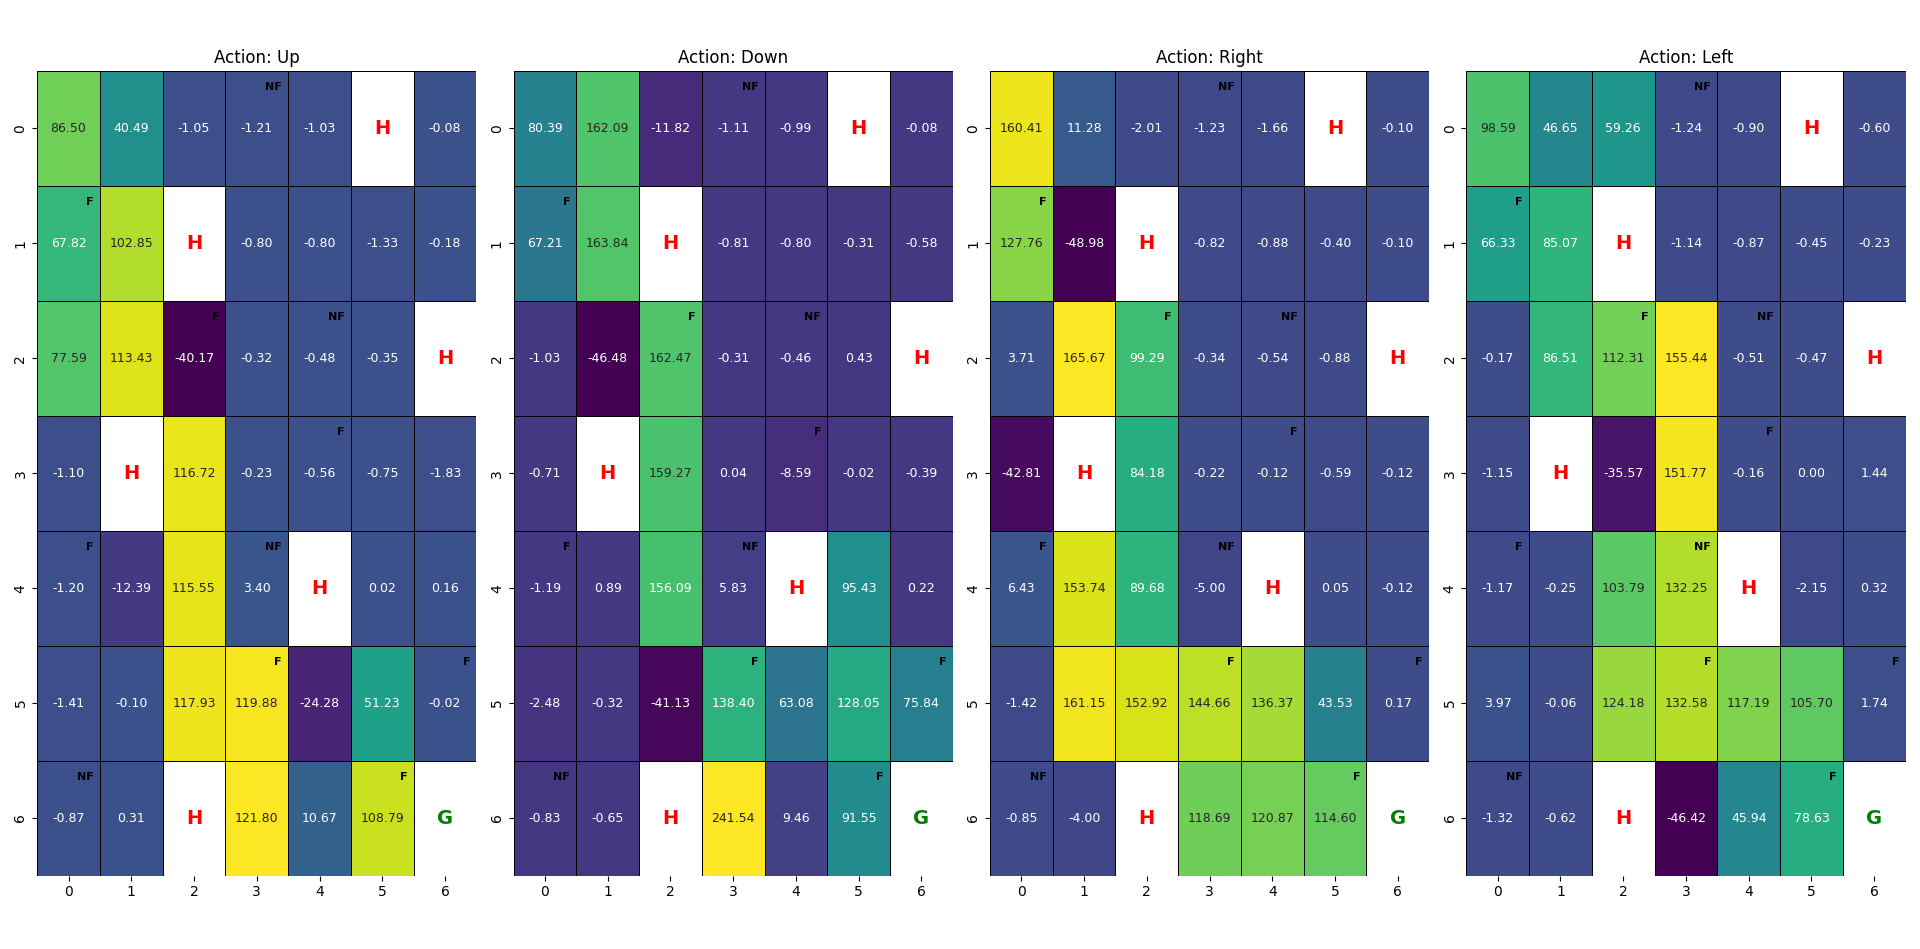 Action: Up
NF
0 86.50 40.49 -1.05 -1.21 -1.03 H -0.08
F
1 67.82 102.85 H -0.80 -0.80 -1.33 -0.18
F NF
2 77.59 113.43 -40.17 -0.32 -0.48 -0.35 H
F
3 -1.10 H 116.72 -0.23 -0.56 -0.75 -1.83
F NF
4 -1.20 -12.39 115.55 3.40 H 0.02 0.16
F F
5 -1.41 -0.10 117.93 119.88 -24.28 51.23 -0.02
NF F
6 -0.87 0.31 H 121.80 10.67 108.79 G
0 1 2 3 4 5 6
Action: Down
NF
0 80.39 162.09 -11.82 -1.11 -0.99 H -0.08
F
1 67.21 163.84 H -0.81 -0.80 -0.31 -0.58
F NF
2 -1.03 -46.48 162.47 -0.31 -0.46 0.43 H
F
3 -0.71 H 159.27 0.04 -8.59 -0.02 -0.39
F NF
4 -1.19 0.89 156.09 5.83 H 95.43 0.22
F F
5 -2.48 -0.32 -41.13 138.40 63.08 128.05 75.84
NF F
6 -0.83 -0.65 H 241.54 9.46 91.55 G
0 1 2 3 4 5 6
Action: Right
NF
0 160.41 11.28 -2.01 -1.23 -1.66 H -0.10
F
1 127.76 -48.98 H -0.82 -0.88 -0.40 -0.10
F NF
2 3.71 165.67 99.29 -0.34 -0.54 -0.88 H
F
3 -42.81 H 84.18 -0.22 -0.12 -0.59 -0.12
F NF
4 6.43 153.74 89.68 -5.00 H 0.05 -0.12
F F
5 -1.42 161.15 152.92 144.66 136.37 43.53 0.17
NF F
6 -0.85 -4.00 H 118.69 120.87 114.60 G
0 1 2 3 4 5 6
Action: Left
NF
0 98.59 46.65 59.26 -1.24 -0.90 H -0.60
F
1 66.33 85.07 H -1.14 -0.87 -0.45 -0.23
F NF
2 -0.17 86.51 112.31 155.44 -0.51 -0.47 H
F
3 -1.15 H -35.57 151.77 -0.16 0.00 1.44
F NF
4 -1.17 -0.25 103.79 132.25 H -2.15 0.32
F F
5 3.97 -0.06 124.18 132.58 117.19 105.70 1.74
NF F
6 -1.32 -0.62 H -46.42 45.94 78.63 G
0 1 2 3 4 5 6